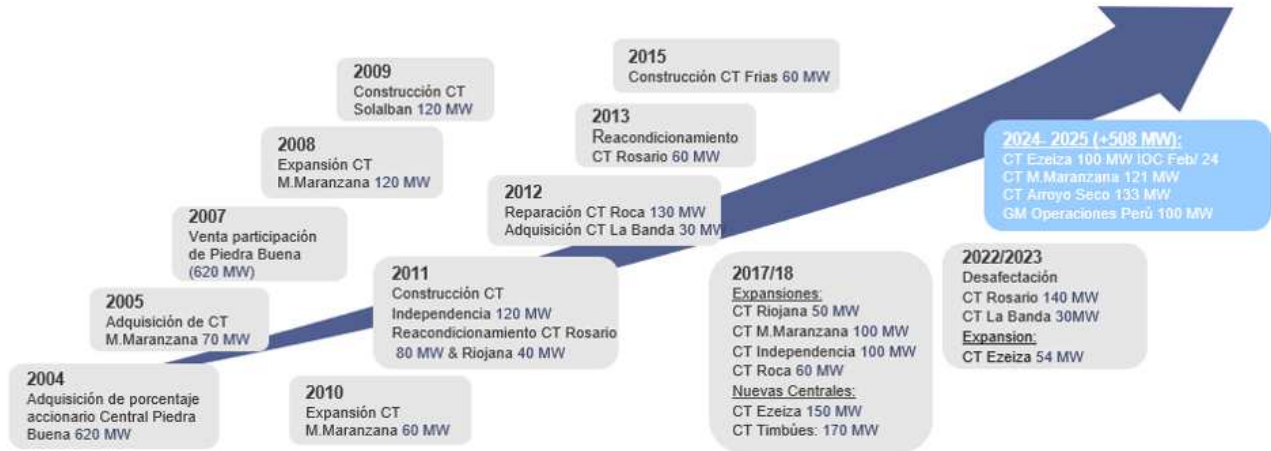 2004
Adquisición de porcentaje
accionario Central Piedra
Buena 620 MW
2005
Adquisición de CT
M.Maranzana 70 MW
2007
Venta participación
de Piedra Buena
(620 MW)
2008
Expansión CT
M.Maranzana 120 MW
2009
Construcción CT
Solalban 120 MW
2010
Expansión CT
M.Maranzana 60 MW
2011
Construcción CT
Independencia 120 MW
Reacondicionamiento CT Rosario
80 MW & Riojana 40 MW
2012
Reparación CT Roca 130 MW
Adquisición CT La Banda 30 MW
2013
Reacondicionamiento
CT Rosario 60 MW
2015
Construcción CT Frias 60 MW
2017/18
Expansiones:
CT Riojana 50 MW
CT M.Maranzana 100 MW
CT Independencia 100 MW
CT Roca 60 MW
Nuevas Centrales:
CT Ezeiza 150 MW
CT Timbúes: 170 MW
2022/2023
Desafectación
CT Rosario 140 MW
CT La Banda 30MW
Expansion:
CT Ezeiza 54 MW
2024- 2025 (+508 MW):
CT Ezeiza 100 MW IOC Feb/ 24
CT M.Maranzana 121 MW
CT Arroyo Seco 133 MW
GM Operaciones Perú 100 MW